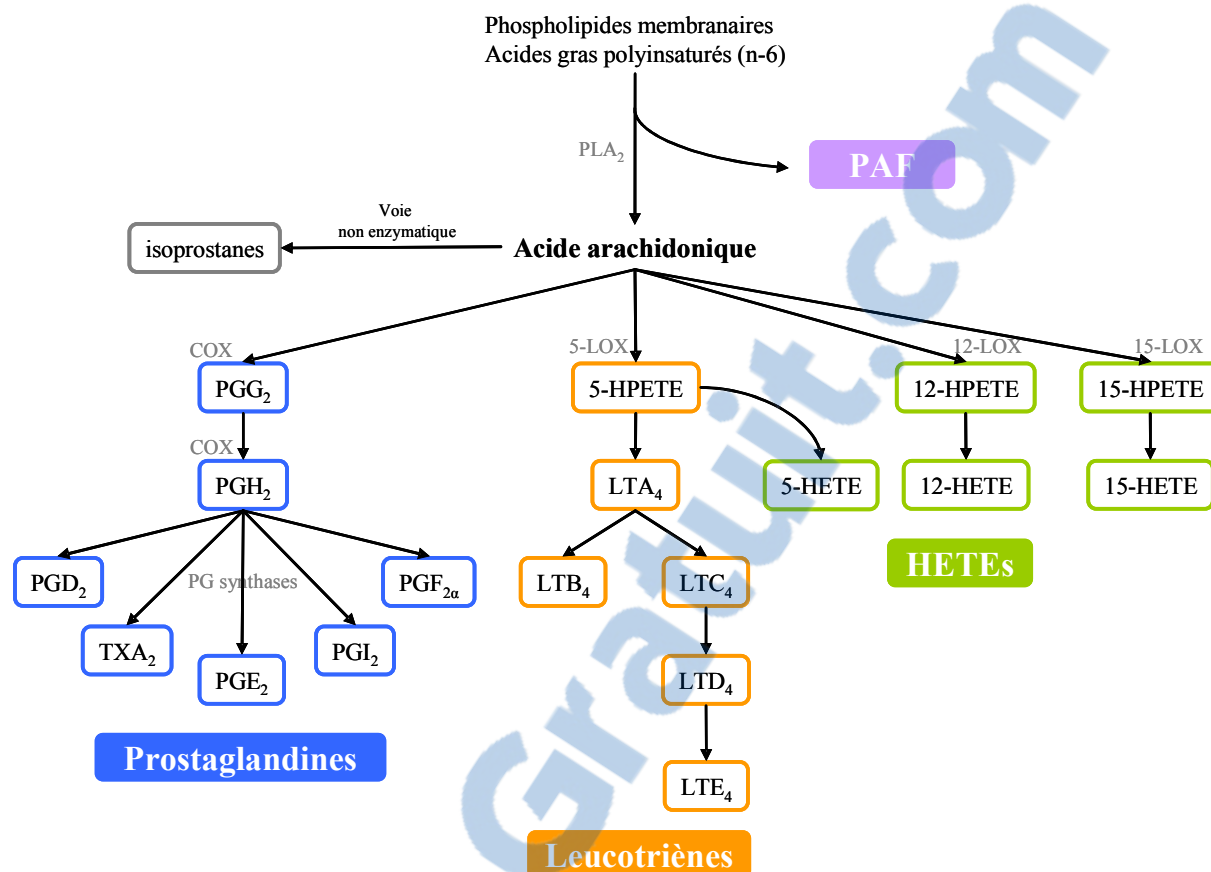 Phospholipides membranaires
Acides gras polyinsaturés (n-6)
PLA₂
PAF
Voie
non enzymatique
isoprostanes
Acide arachidonique
COX
5-LOX
12-LOX
15-LOX
PGG₂
5-HPETE
12-HPETE
15-HPETE
COX
PGH₂
LTA₄
5-HETE
12-HETE
15-HETE
HETEs
PGD₂
PG synthases
PGF₂α
LTB₄
LTC₄
TXA₂
PGI₂
PGE₂
LTD₄
Prostaglandines
LTE₄
Leucotriènes
Gratuit.com